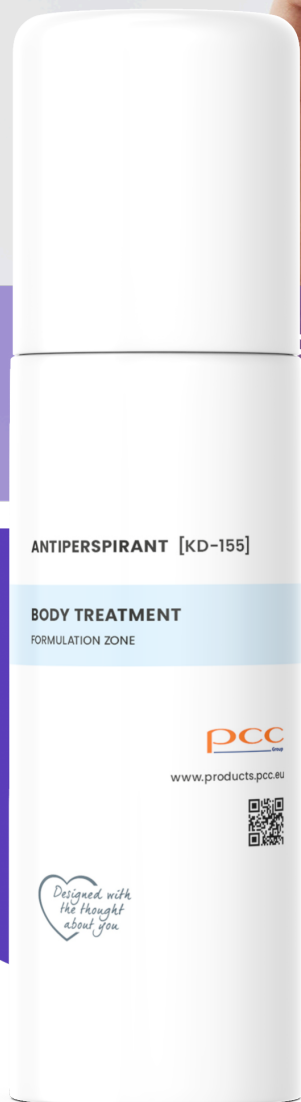 ANTIPERSPIRANT [KD-155]
BODY TREATMENT
FORMULATION ZONE
pcc
Group
www.products.pcc.eu
Designed with
the thought
about you